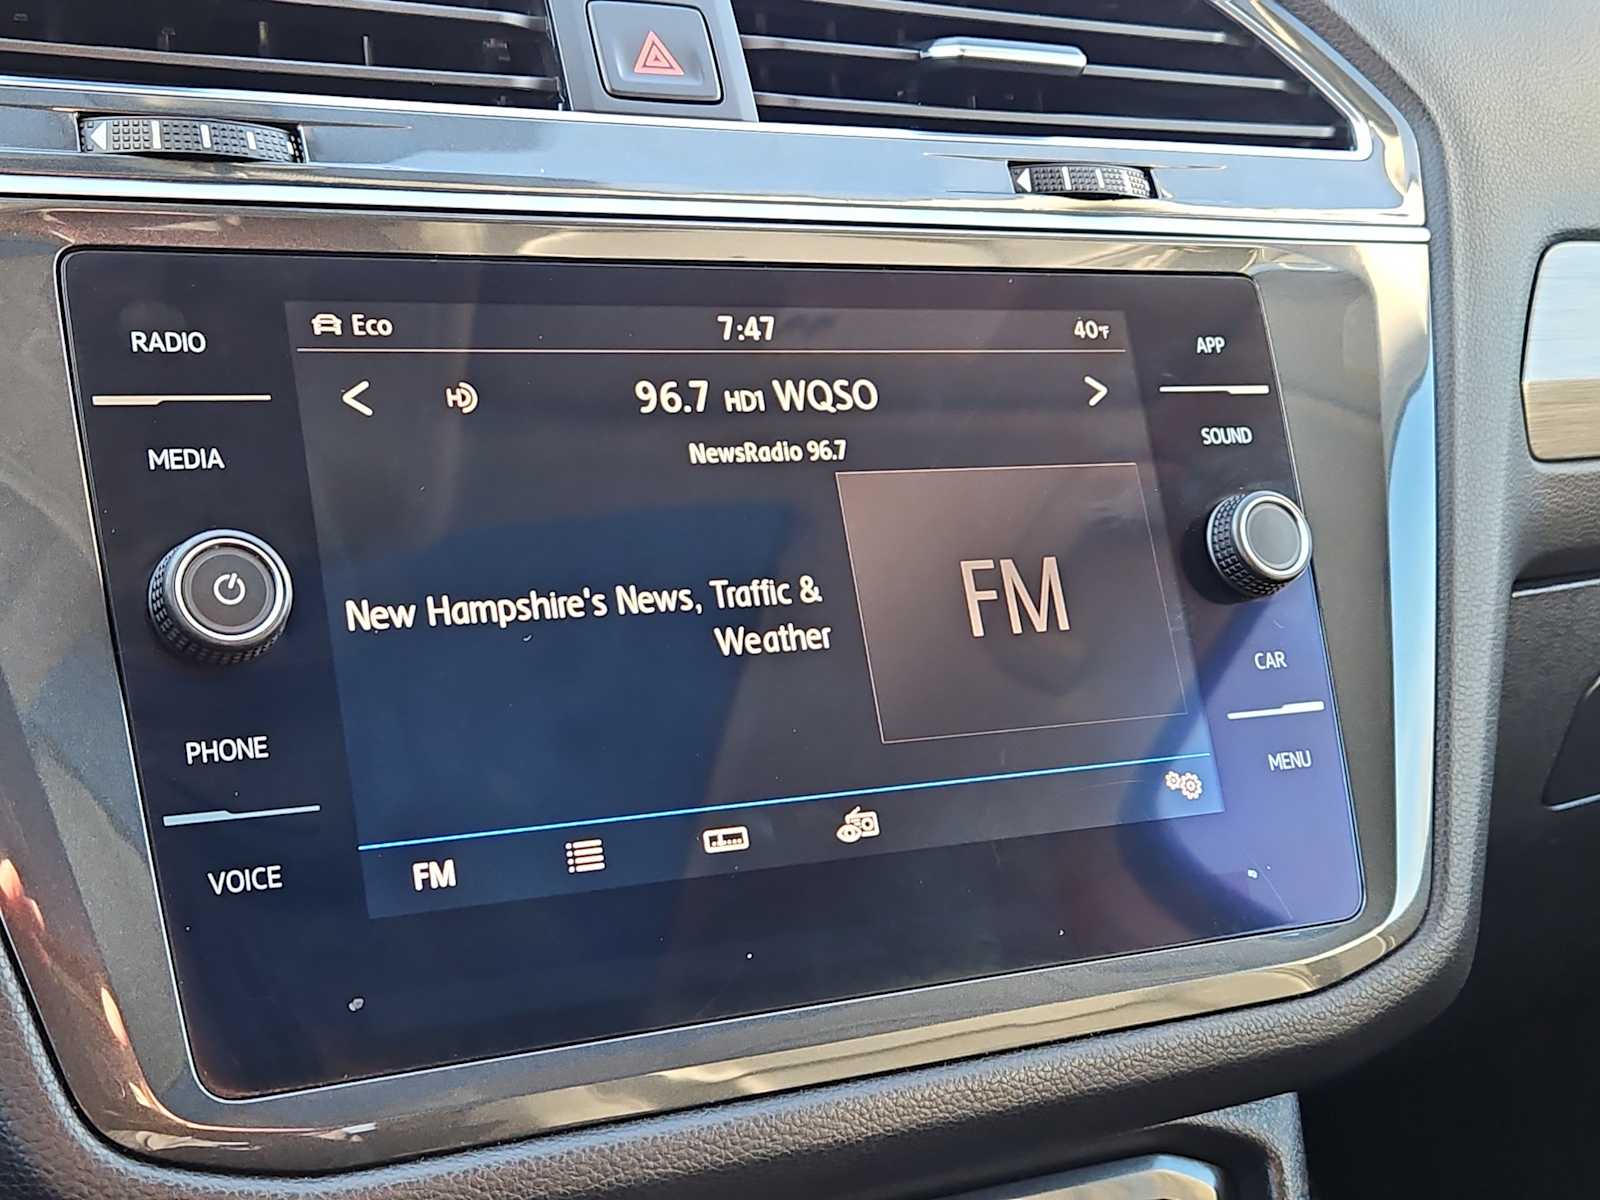 RADIO
MEDIA
PHONE
VOICE
Eco
7:47
40°F
HD
96.7 HD1 WQSO
NewsRadio 96.7
New Hampshire's News, Traffic &
Weather
FM
FM
APP
SOUND
CAR
MENU